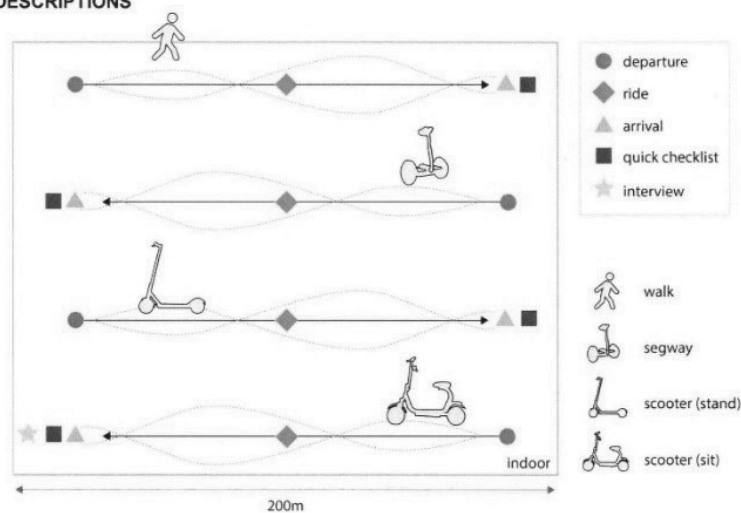 DESCRIPTIONS
departure
ride
arrival
quick checklist
interview
walk
segway
scooter (stand)
scooter (sit)
indoor
200m